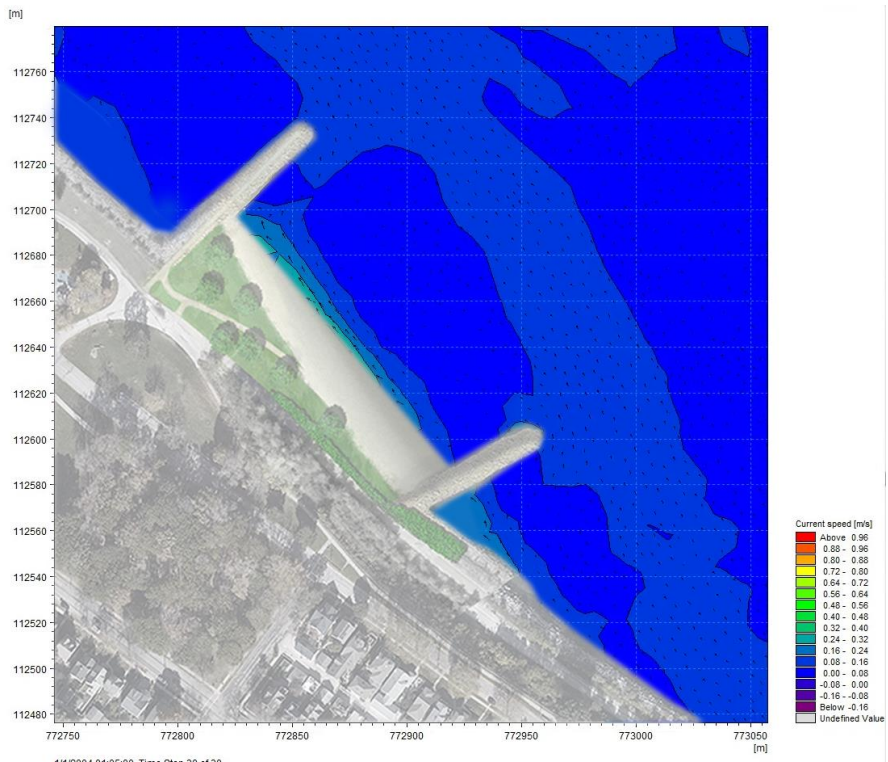 [m]
112760
112740
112720
112700
112680
112660
112640
112620
112600
112580
112560
112540
112520
112500
112480
772750 772800 772850 772900 772950 773000 773050
[m]
Current speed [m/s]
Above 0.96
0.88 - 0.96
0.80 - 0.88
0.72 - 0.80
0.64 - 0.72
0.56 - 0.64
0.48 - 0.56
0.40 - 0.48
0.32 - 0.40
0.24 - 0.32
0.16 - 0.24
0.08 - 0.16
0.00 - 0.08
-0.08 - 0.00
-0.16 - -0.08
Below -0.16
Undefined Value